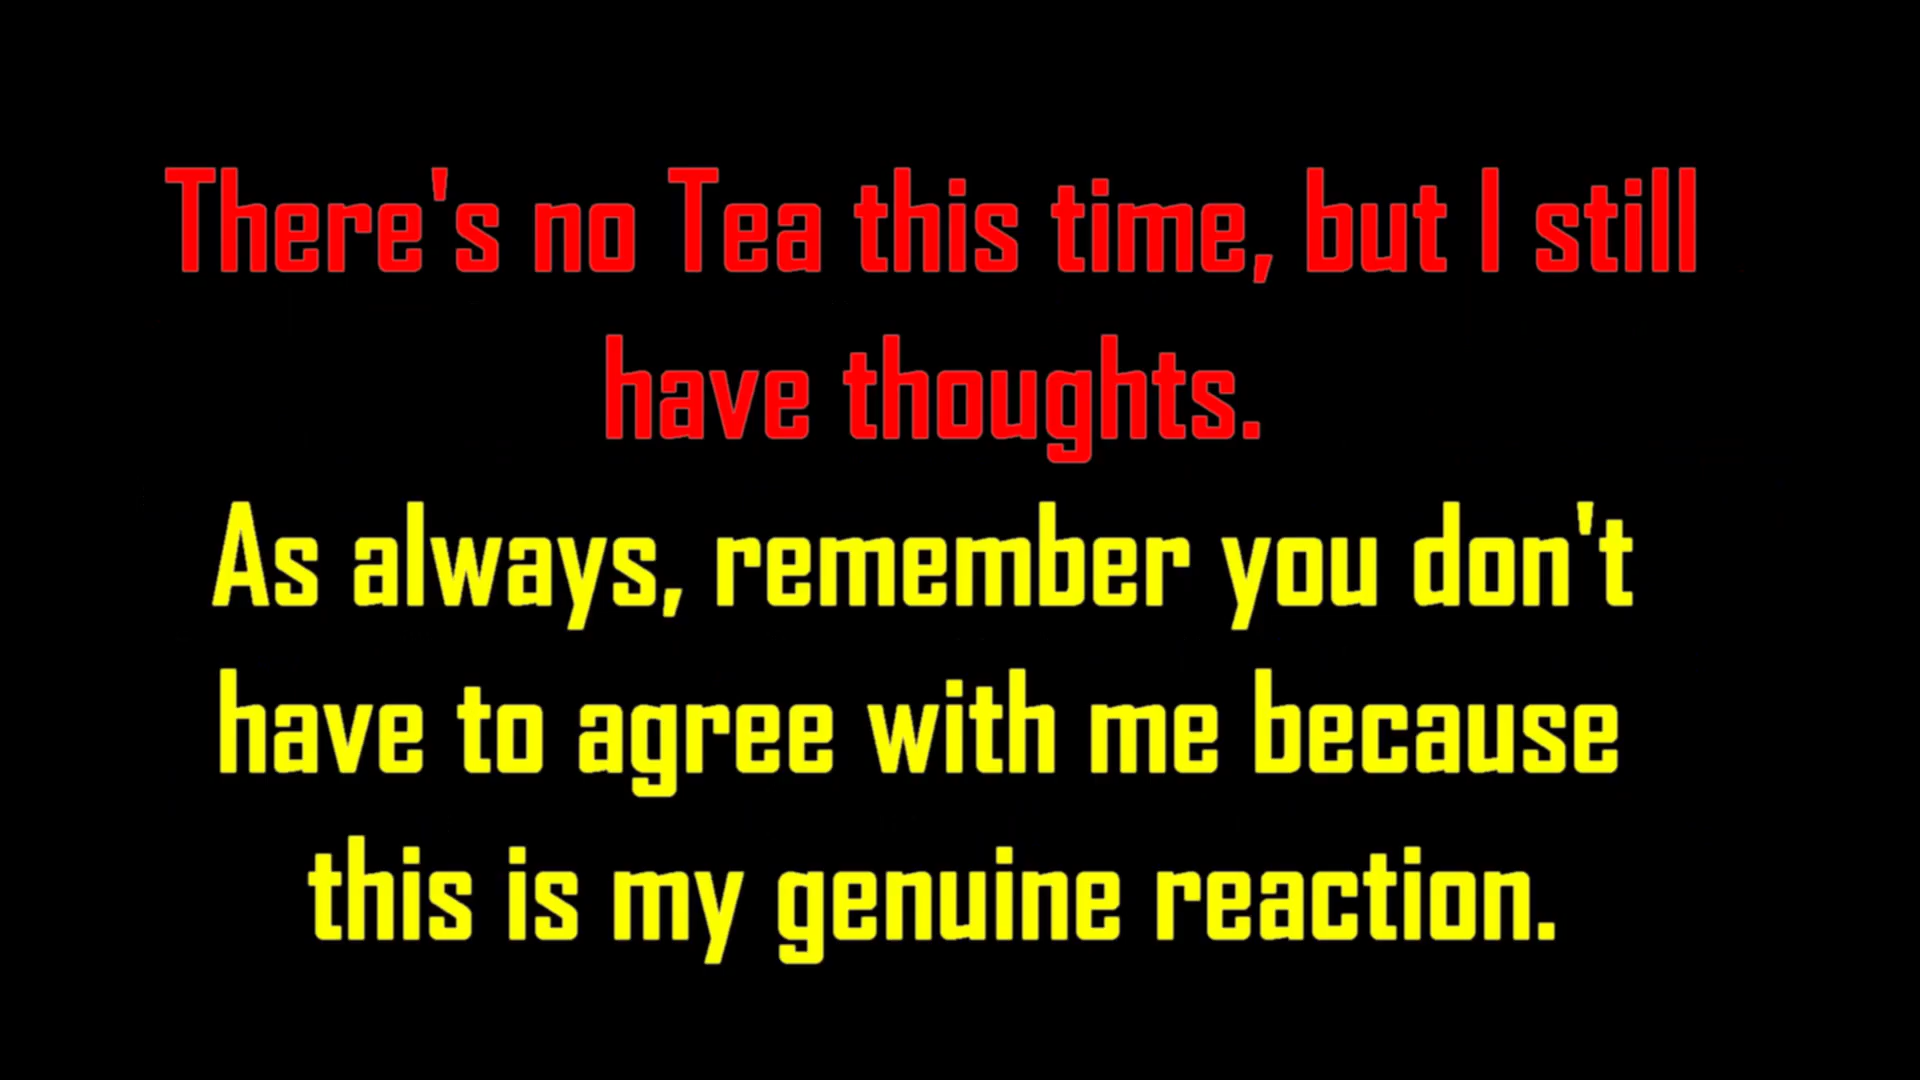 There's no Tea this time, but I still
have thoughts.
As always, remember you don't
have to agree with me because
this is my genuine reaction.